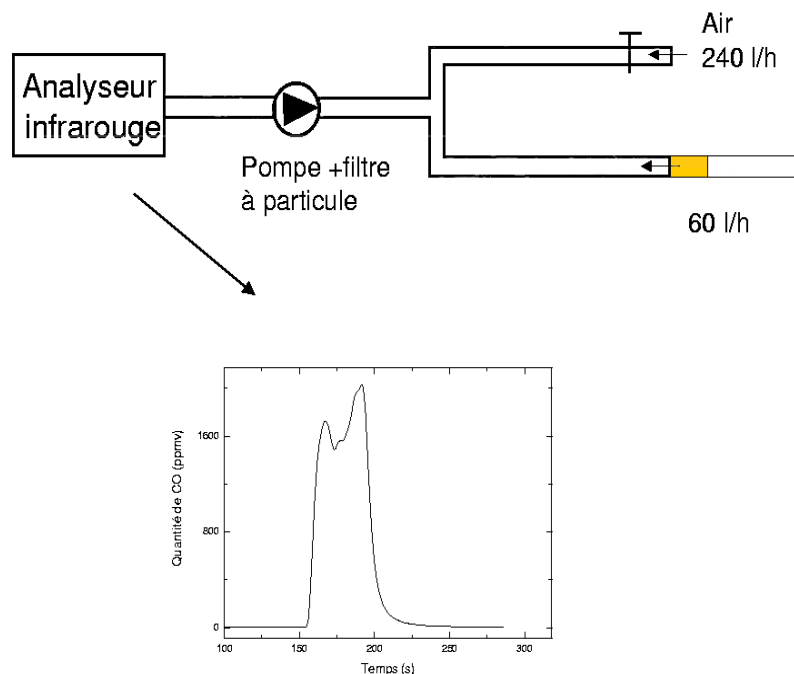 Air
240 l/h
Analyseur
infrarouge
Pompe +filtre
à particule
60 l/h
Quantité de CO (ppmv)
1600
800
0
100
150
200
250
300
Temps (s)